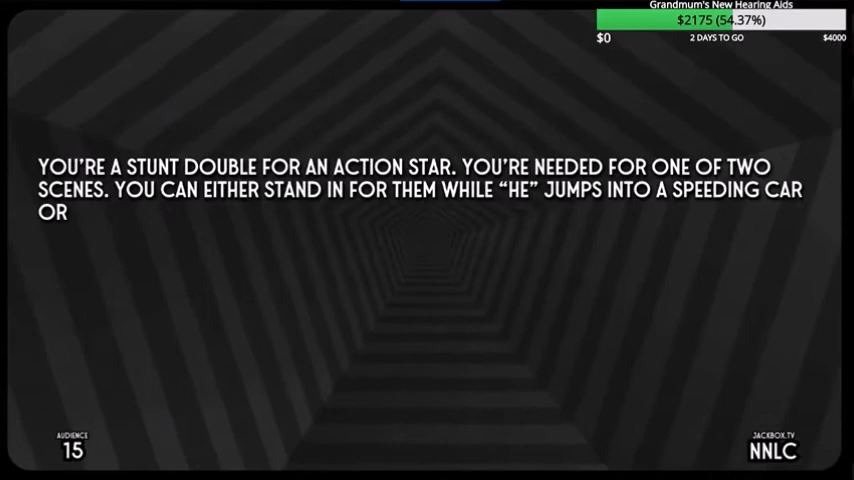 Grandmum's New Hearing Aids
$2175 (54.37%)
$0 2 DAYS TO GO $4000
YOU'RE A STUNT DOUBLE FOR AN ACTION STAR. YOU'RE NEEDED FOR ONE OF TWO
SCENES. YOU CAN EITHER STAND IN FOR THEM WHILE “HE” JUMPS INTO A SPEEDING CAR
OR
AUDIENCE
15
JACKBOX.TV
NNLC